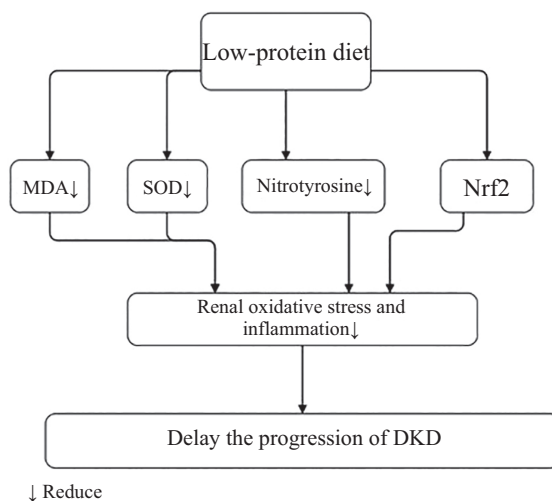 Low-protein diet
MDA↓
SOD↓
Nitrotyrosine↓
Nrf2
Renal oxidative stress and
inflammation↓
Delay the progression of DKD
↓ Reduce